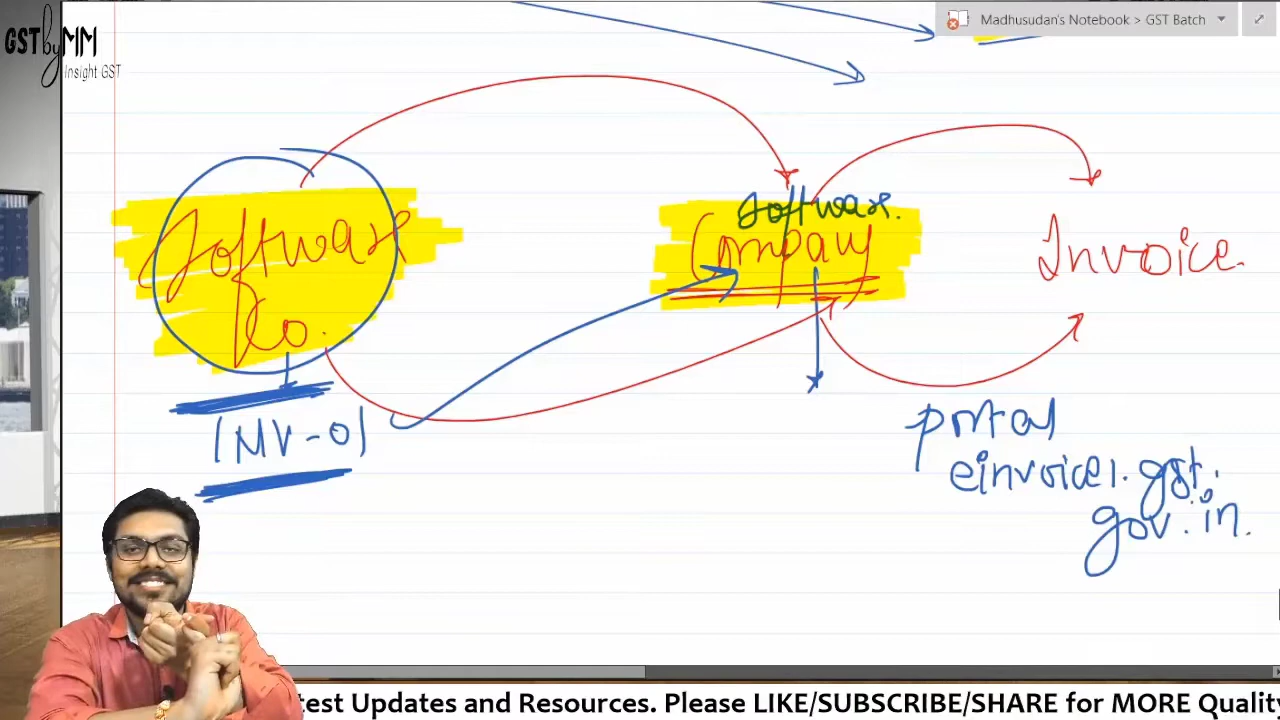 GST by MM
Insight GST
Madhusudan's Notebook > GST Batch
Software
Co.
Software.
Company
Invoice.
INV-01
portal
einvoice1.gst.
gov.in.
test Updates and Resources. Please LIKE/SUBSCRIBE/SHARE for MORE Quality